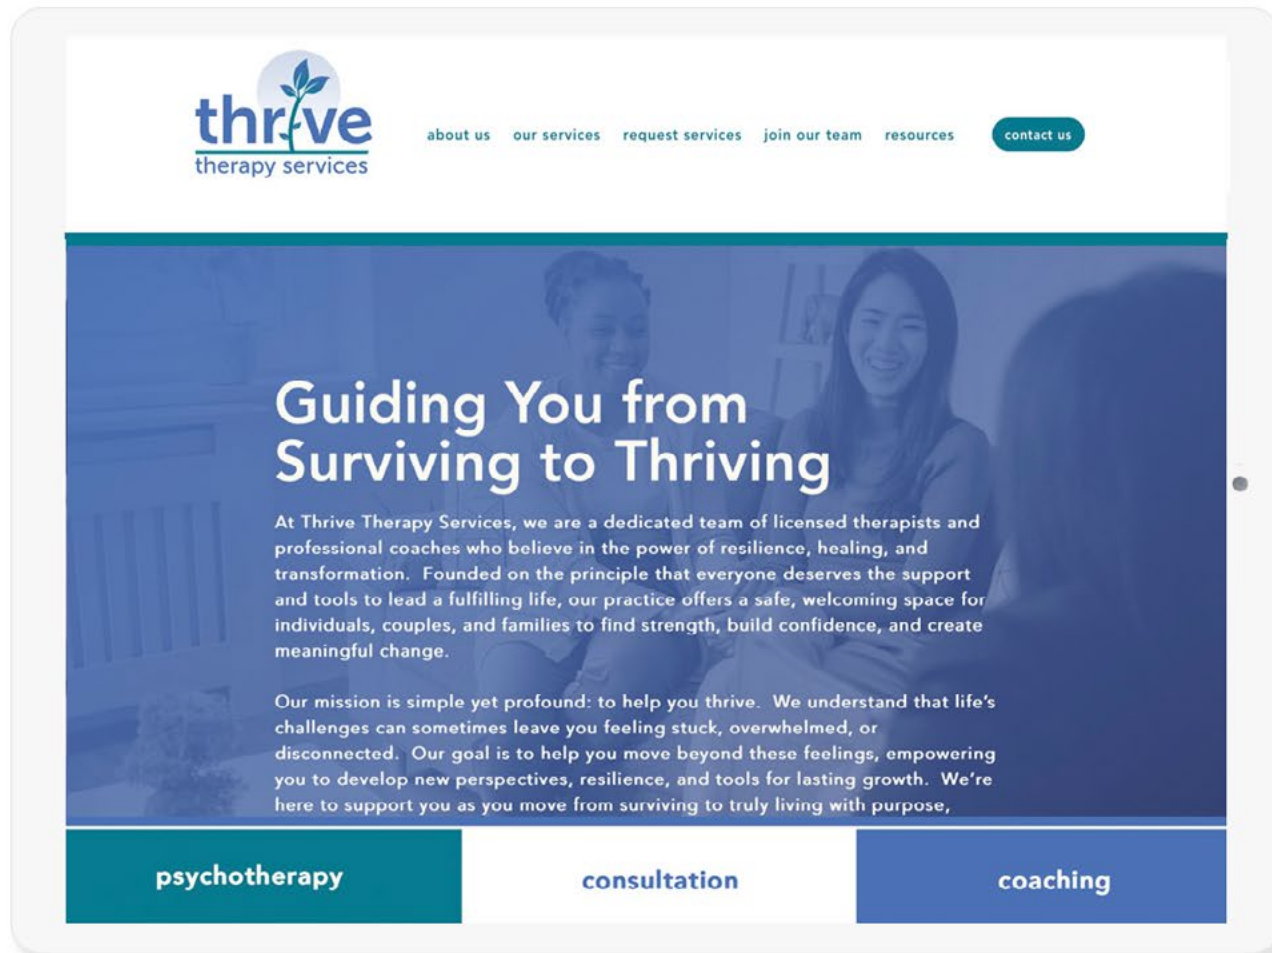 thrive
therapy services
about us our services request services join our team resources contact us
Guiding You from
Surviving to Thriving
At Thrive Therapy Services, we are a dedicated team of licensed therapists and
professional coaches who believe in the power of resilience, healing, and
transformation.  Founded on the principle that everyone deserves the support
and tools to lead a fulfilling life, our practice offers a safe, welcoming space for
individuals, couples, and families to find strength, build confidence, and create
meaningful change.
Our mission is simple yet profound: to help you thrive.  We understand that life's
challenges can sometimes leave you feeling stuck, overwhelmed, or
disconnected.  Our goal is to help you move beyond these feelings, empowering
you to develop new perspectives, resilience, and tools for lasting growth.  We're
here to support you as you move from surviving to truly living with purpose,
psychotherapy consultation coaching